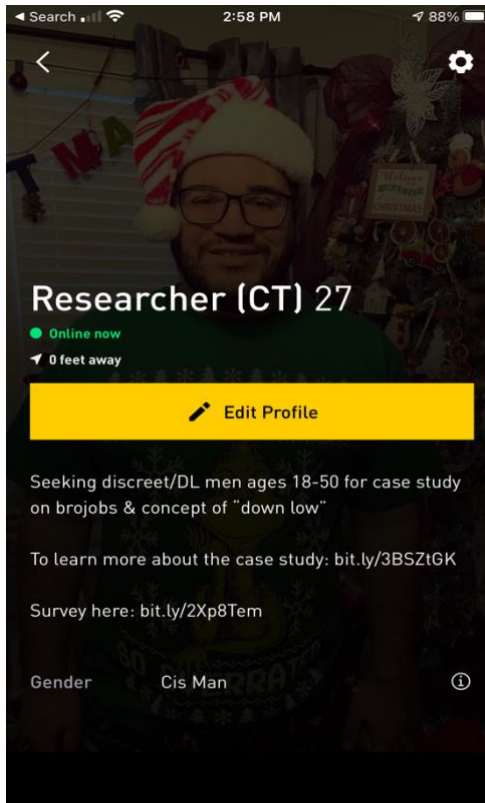 Search
2:58 PM
88%
Researcher (CT) 27
Online now
0 feet away
Edit Profile
Seeking discreet/DL men ages 18-50 for case study
on brojobs & concept of “down low”
To learn more about the case study: bit.ly/3BSZtGK
Survey here: bit.ly/2Xp8Tem
Gender Cis Man